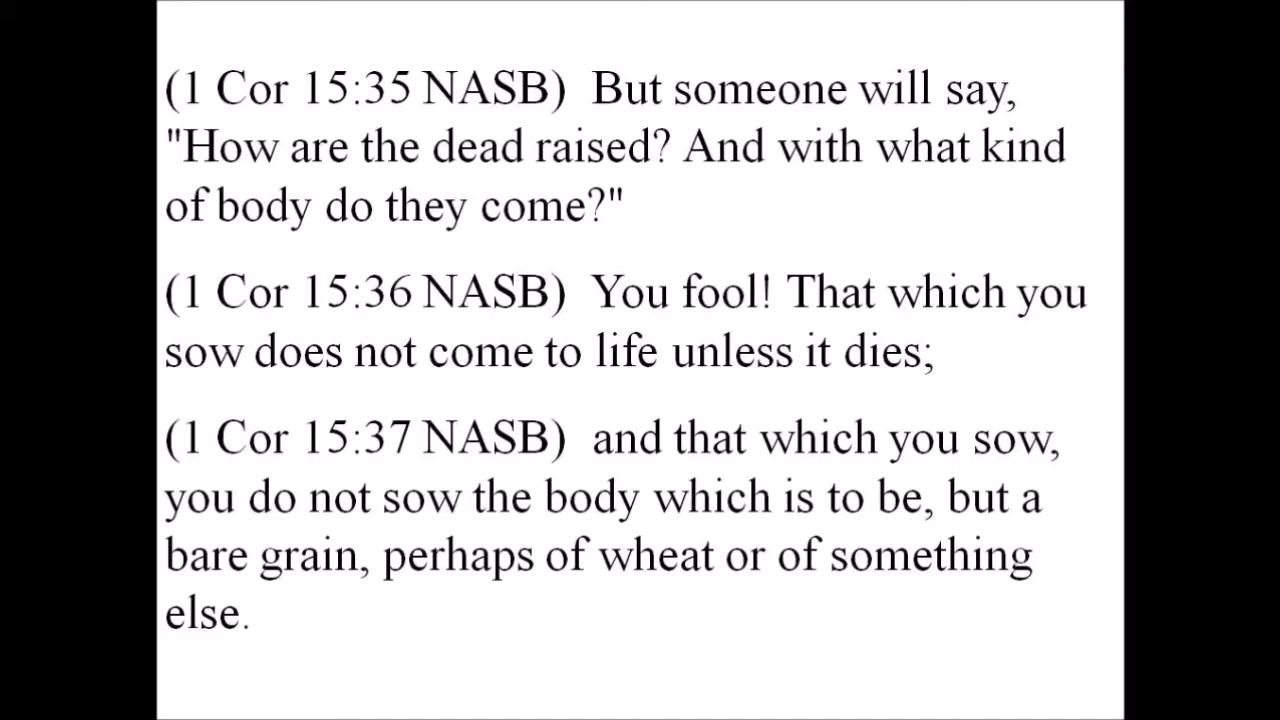 (1 Cor 15:35 NASB)  But someone will say,
"How are the dead raised? And with what kind
of body do they come?"
(1 Cor 15:36 NASB)  You fool! That which you
sow does not come to life unless it dies;
(1 Cor 15:37 NASB)  and that which you sow,
you do not sow the body which is to be, but a
bare grain, perhaps of wheat or of something
else.